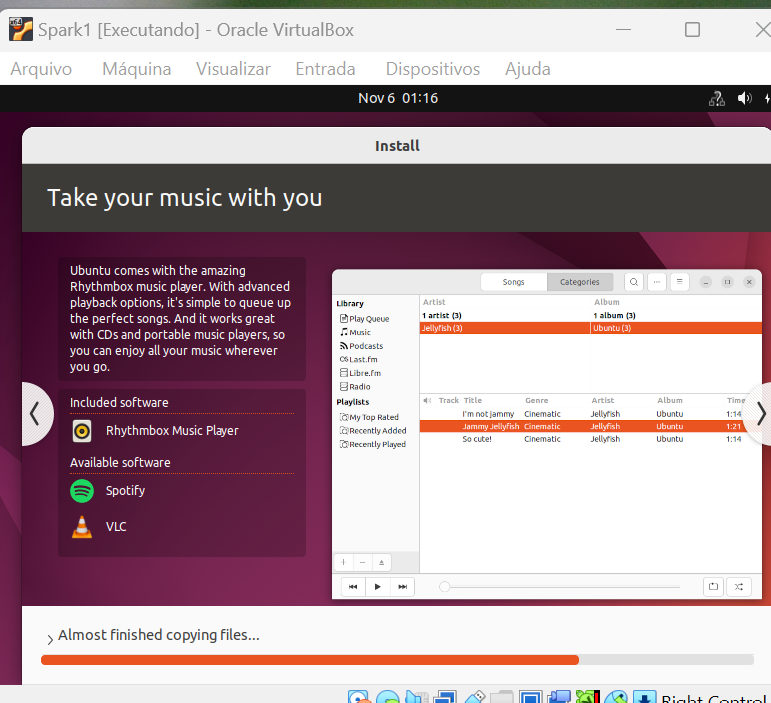 Spark1 [Executando] - Oracle VirtualBox
Arquivo Máquina Visualizar Entrada Dispositivos Ajuda
Nov 6 01:16
Install
Take your music with you
Ubuntu comes with the amazing
Rhythmbox music player. With advanced
playback options, it's simple to queue up
the perfect songs. And it works great
with CDs and portable music players, so
you can enjoy all your music wherever
you go.
Included software
Rhythmbox Music Player
Available software
Spotify
VLC
Songs Categories
Library
Play Queue
Music
Podcasts
Last.fm
Libre.fm
Radio
Playlists
My Top Rated
Recently Added
Recently Played
Artist Album
1 artist (3) 1 album (3)
Jellyfish (3) Ubuntu (3)
Track Title Genre Artist Album Time
I'm not jammy Cinematic Jellyfish Ubuntu 1:14
Jammy Jellyfish Cinematic Jellyfish Ubuntu 1:21
So cute! Cinematic Jellyfish Ubuntu 1:14
Almost finished copying files...
Right Control